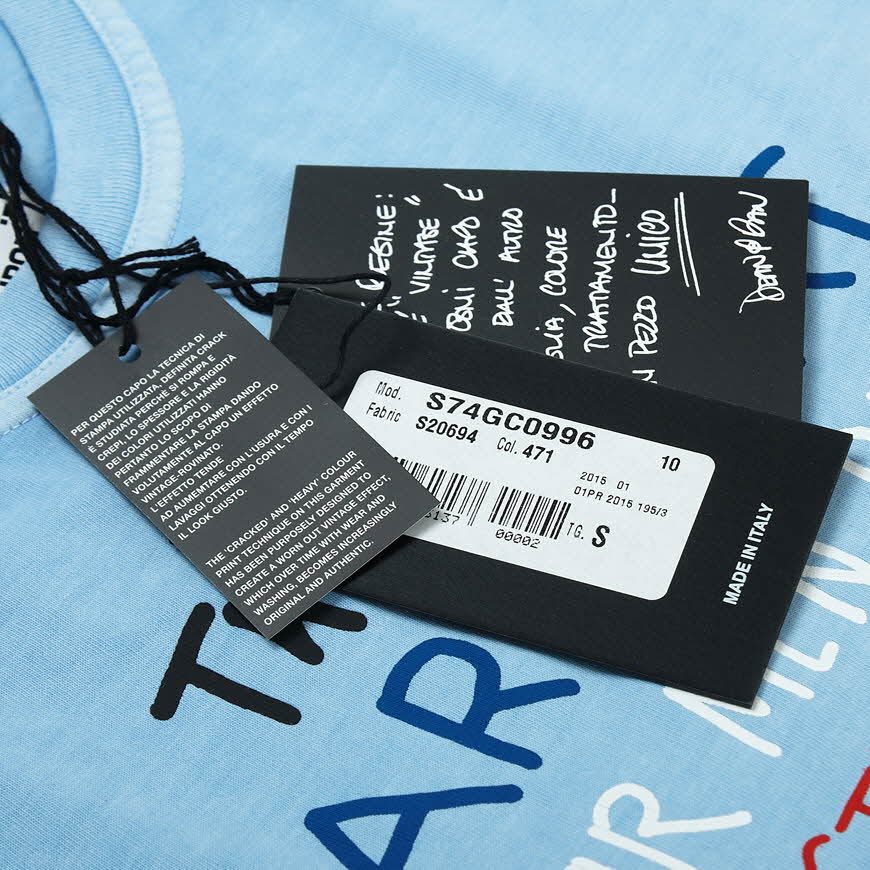 REGINE:
VINTAGE"
OGNI CAPO È
DALL' ALTRO
COLORE
TRATTAMENTO_
PEZZO UNICO
PER QUESTO CAPO LA TECNICA DI
STAMPA UTILIZZATA, DEFINITA CRACK
È STUDIATA PERCHÉ SI ROMPA E
CREPI, LO SPESSORE E LA RIGIDITÀ
DEI COLORI UTILIZZATI HANNO
PERTANTO LO SCOPO DI
FRAMMENTARE LA STAMPA DANDO
VOLUTAMENTE AL CAPO UN EFFETTO
VINTAGE-ROVINATO.
L'EFFETTO TENDE
AD AUMENTARE CON L'USURA E CON I
LAVAGGI OTTENENDO CON IL TEMPO
IL LOOK GIUSTO.
THE 'CRACKED' AND 'HEAVY' COLOUR
PRINT TECHNIQUE ON THIS GARMENT
HAS BEEN PURPOSELY DESIGNED TO
CREATE A WORN OUT VINTAGE EFFECT,
WHICH OVER TIME WITH WEAR AND
WASHING, BECOMES INCREASINGLY
ORIGINAL AND AUTHENTIC.
Mod. S74GC0996
Fabric S20694 Col. 471 10
2015 01
01PR 2015 195/3
00002 TG. S
MADE IN ITALY